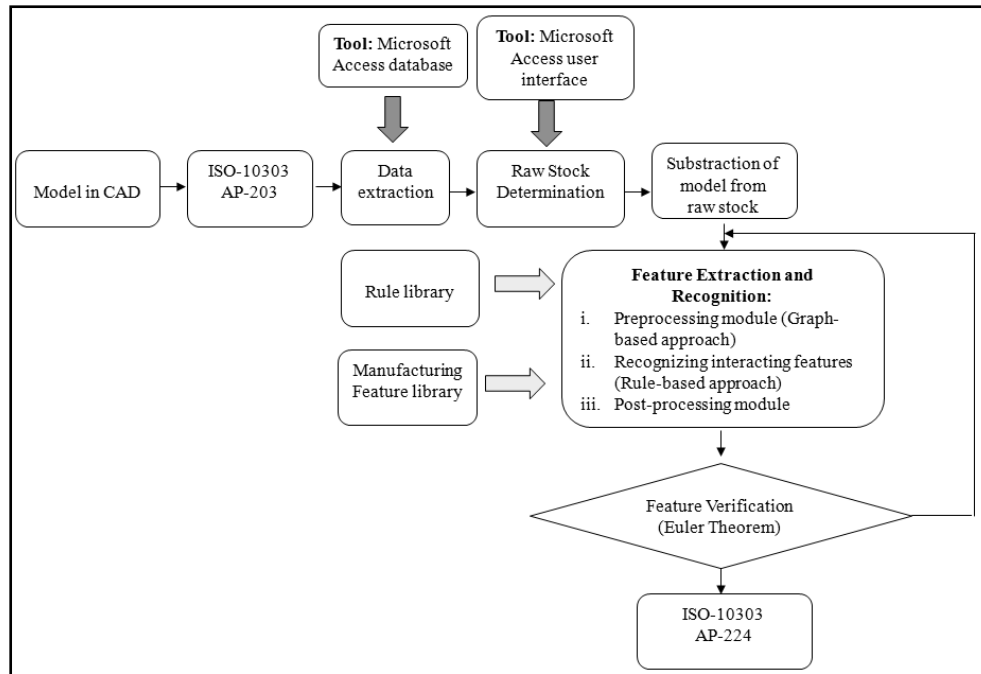 Tool: Microsoft
Access database
Tool: Microsoft
Access user
interface
Model in CAD
ISO-10303
AP-203
Data
extraction
Raw Stock
Determination
Substraction of
model from
raw stock
Rule library
Manufacturing
Feature library
Feature Extraction and
Recognition:
i. Preprocessing module (Graph-
based approach)
ii. Recognizing interacting features
(Rule-based approach)
iii. Post-processing module
Feature Verification
(Euler Theorem)
ISO-10303
AP-224